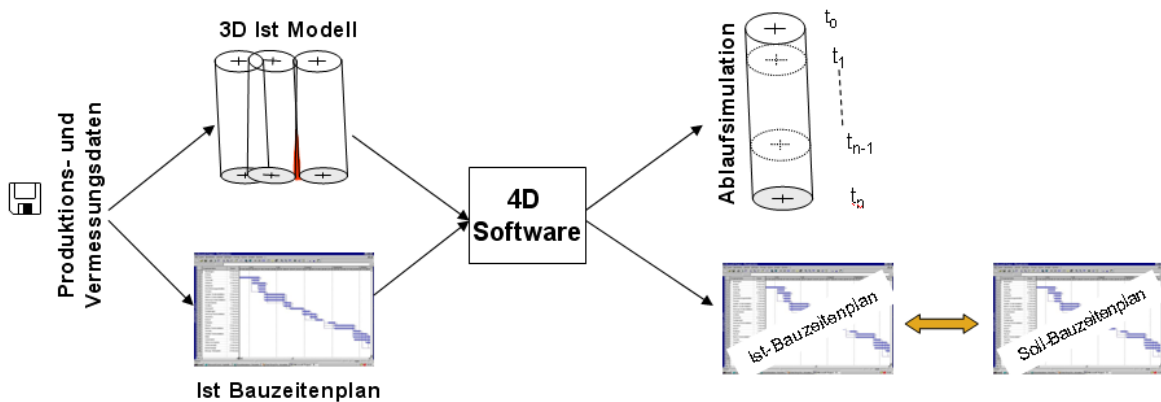 Produktions- und
Vermessungsdaten
3D Ist Modell
Ist Bauzeitenplan
4D
Software
Ablaufsimulation
t0
t1
tn-1
tn
Ist-Bauzeitenplan
Soll-Bauzeitenplan